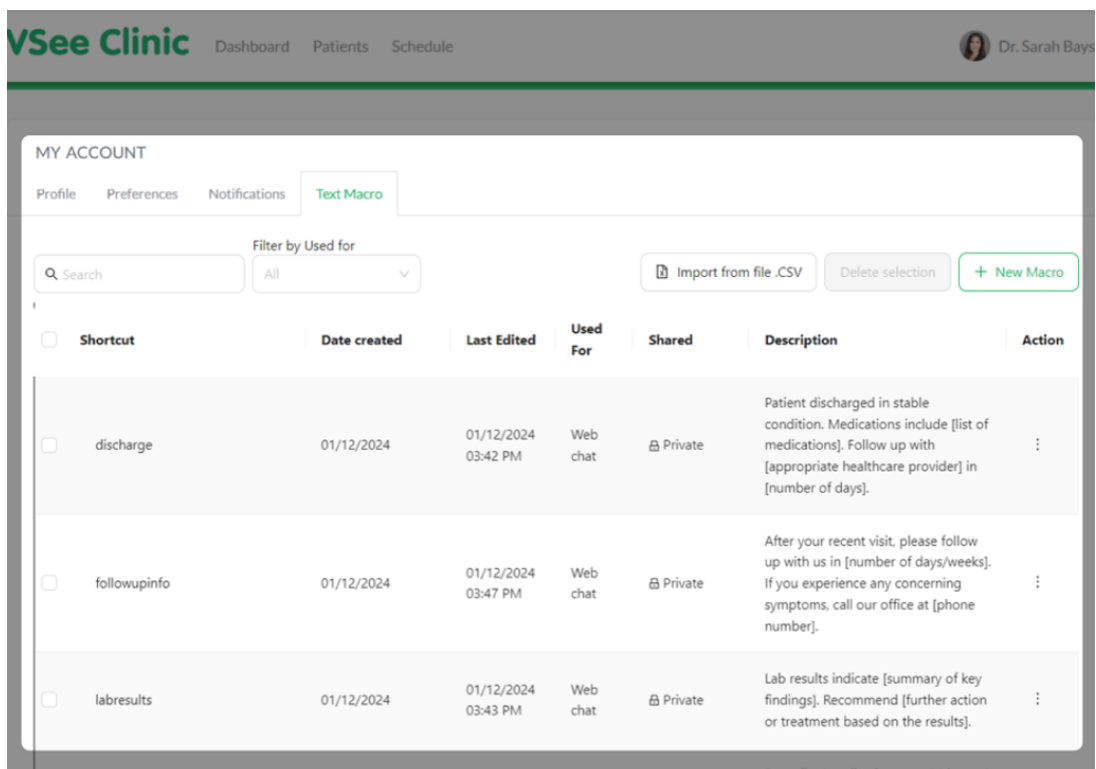 VSee Clinic Dashboard Patients Schedule Dr. Sarah Bays
MY ACCOUNT
Profile Preferences Notifications Text Macro
Filter by Used for
Search All Import from file .CSV Delete selection + New Macro
Shortcut Date created Last Edited Used For Shared Description Action
discharge 01/12/2024 01/12/2024 03:42 PM Web chat Private
Patient discharged in stable
condition. Medications include [list of
medications]. Follow up with
[appropriate healthcare provider] in
[number of days].
followupinfo 01/12/2024 01/12/2024 03:47 PM Web chat Private
After your recent visit, please follow
up with us in [number of days/weeks].
If you experience any concerning
symptoms, call our office at [phone
number].
labresults 01/12/2024 01/12/2024 03:43 PM Web chat Private
Lab results indicate [summary of key
findings]. Recommend [further action
or treatment based on the results].